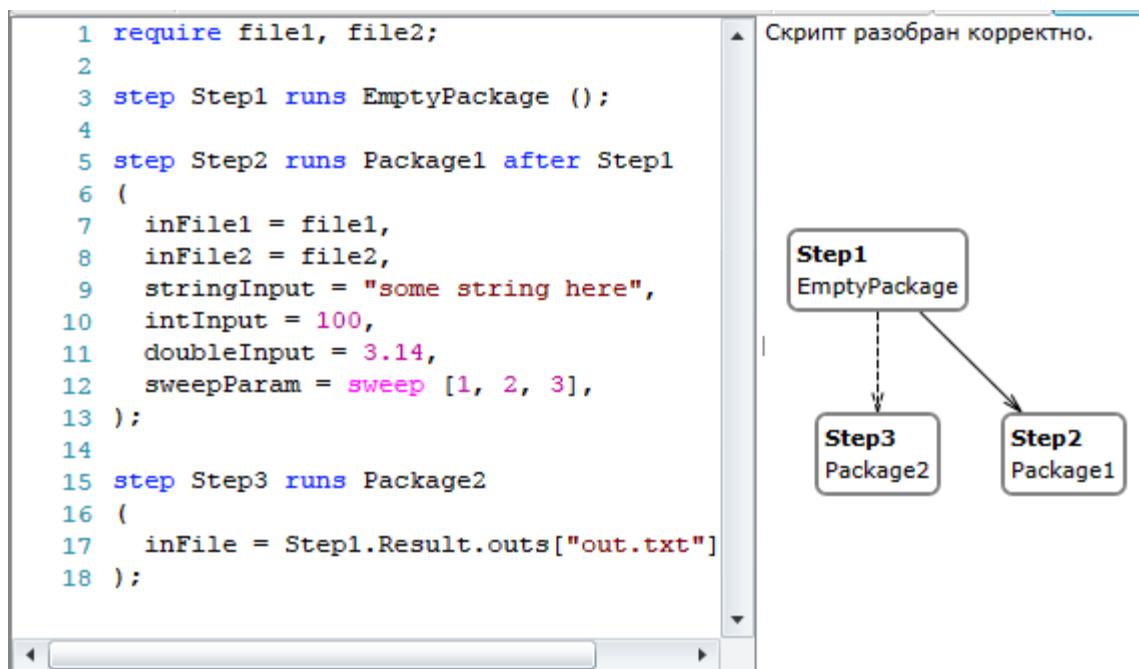 1 require file1, file2;
2
3 step Step1 runs EmptyPackage ();
4
5 step Step2 runs Package1 after Step1
6 (
7   inFile1 = file1,
8   inFile2 = file2,
9   stringInput = "some string here",
10   intInput = 100,
11   doubleInput = 3.14,
12   sweepParam = sweep [1, 2, 3],
13 );
14
15 step Step3 runs Package2
16 (
17   inFile = Step1.Result.outs["out.txt"]
18 );
Скрипт разобран корректно.
Step1
EmptyPackage
Step3
Package2
Step2
Package1